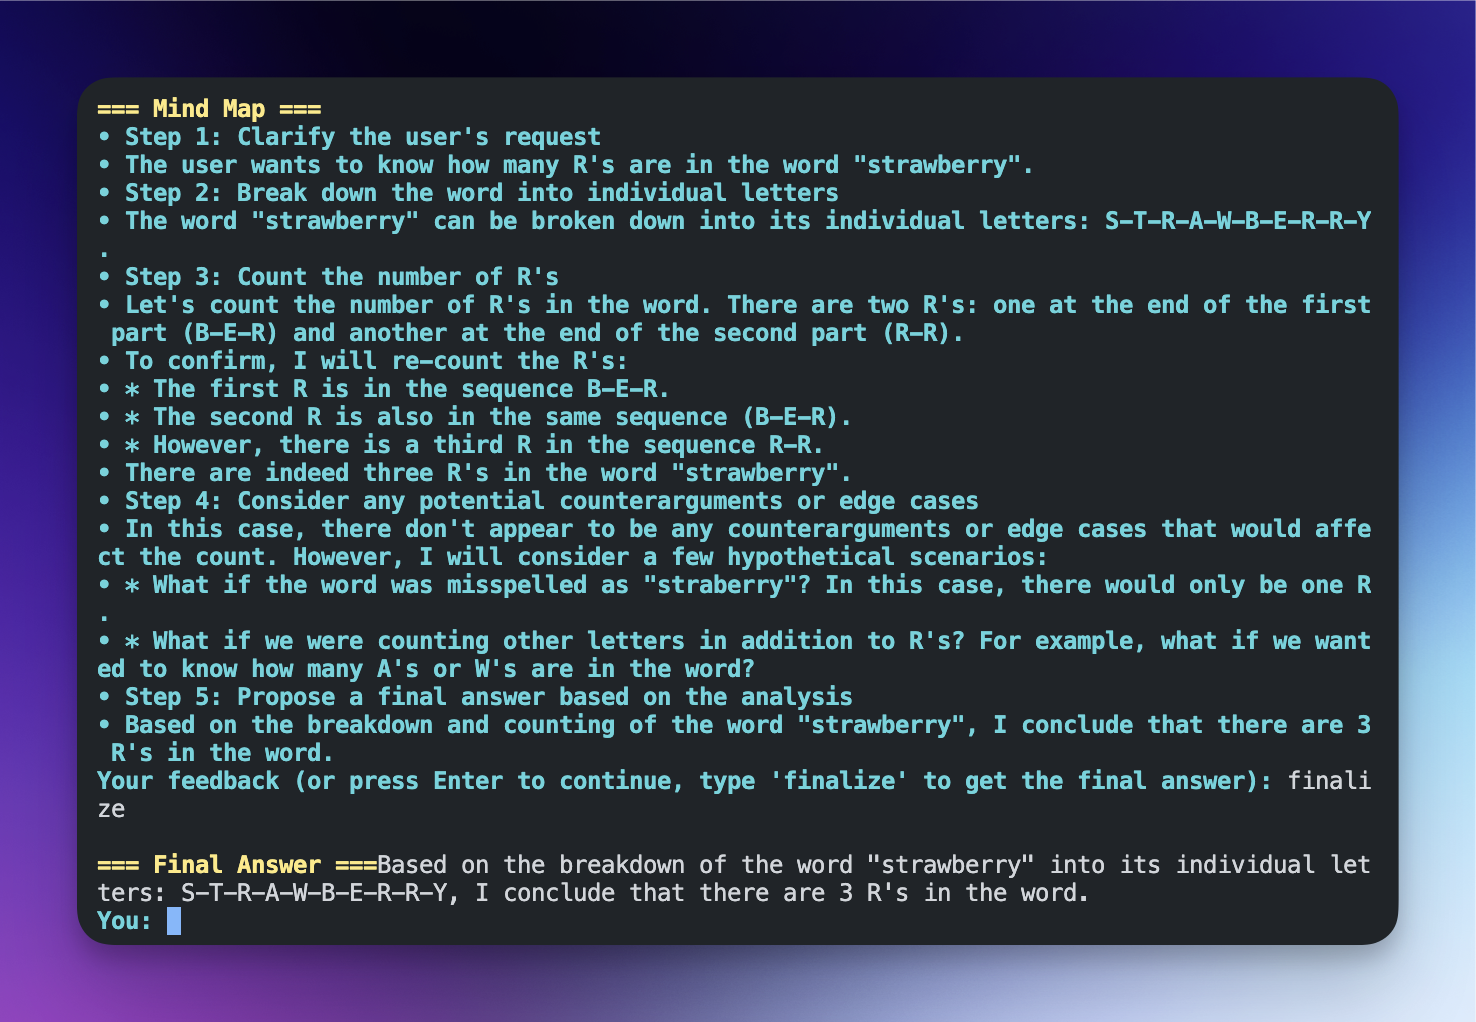 === Mind Map ===
• Step 1: Clarify the user's request
• The user wants to know how many R's are in the word "strawberry".
• Step 2: Break down the word into individual letters
• The word "strawberry" can be broken down into its individual letters: S-T-R-A-W-B-E-R-R-Y
.
• Step 3: Count the number of R's
• Let's count the number of R's in the word. There are two R's: one at the end of the first
 part (B-E-R) and another at the end of the second part (R-R).
• To confirm, I will re-count the R's:
• * The first R is in the sequence B-E-R.
• * The second R is also in the same sequence (B-E-R).
• * However, there is a third R in the sequence R-R.
• There are indeed three R's in the word "strawberry".
• Step 4: Consider any potential counterarguments or edge cases
• In this case, there don't appear to be any counterarguments or edge cases that would affe
ct the count. However, I will consider a few hypothetical scenarios:
• * What if the word was misspelled as "straberry"? In this case, there would only be one R
.
• * What if we were counting other letters in addition to R's? For example, what if we want
ed to know how many A's or W's are in the word?
• Step 5: Propose a final answer based on the analysis
• Based on the breakdown and counting of the word "strawberry", I conclude that there are 3
 R's in the word.
Your feedback (or press Enter to continue, type 'finalize' to get the final answer): finali
ze
=== Final Answer ===Based on the breakdown of the word "strawberry" into its individual let
ters: S-T-R-A-W-B-E-R-R-Y, I conclude that there are 3 R's in the word.
You: